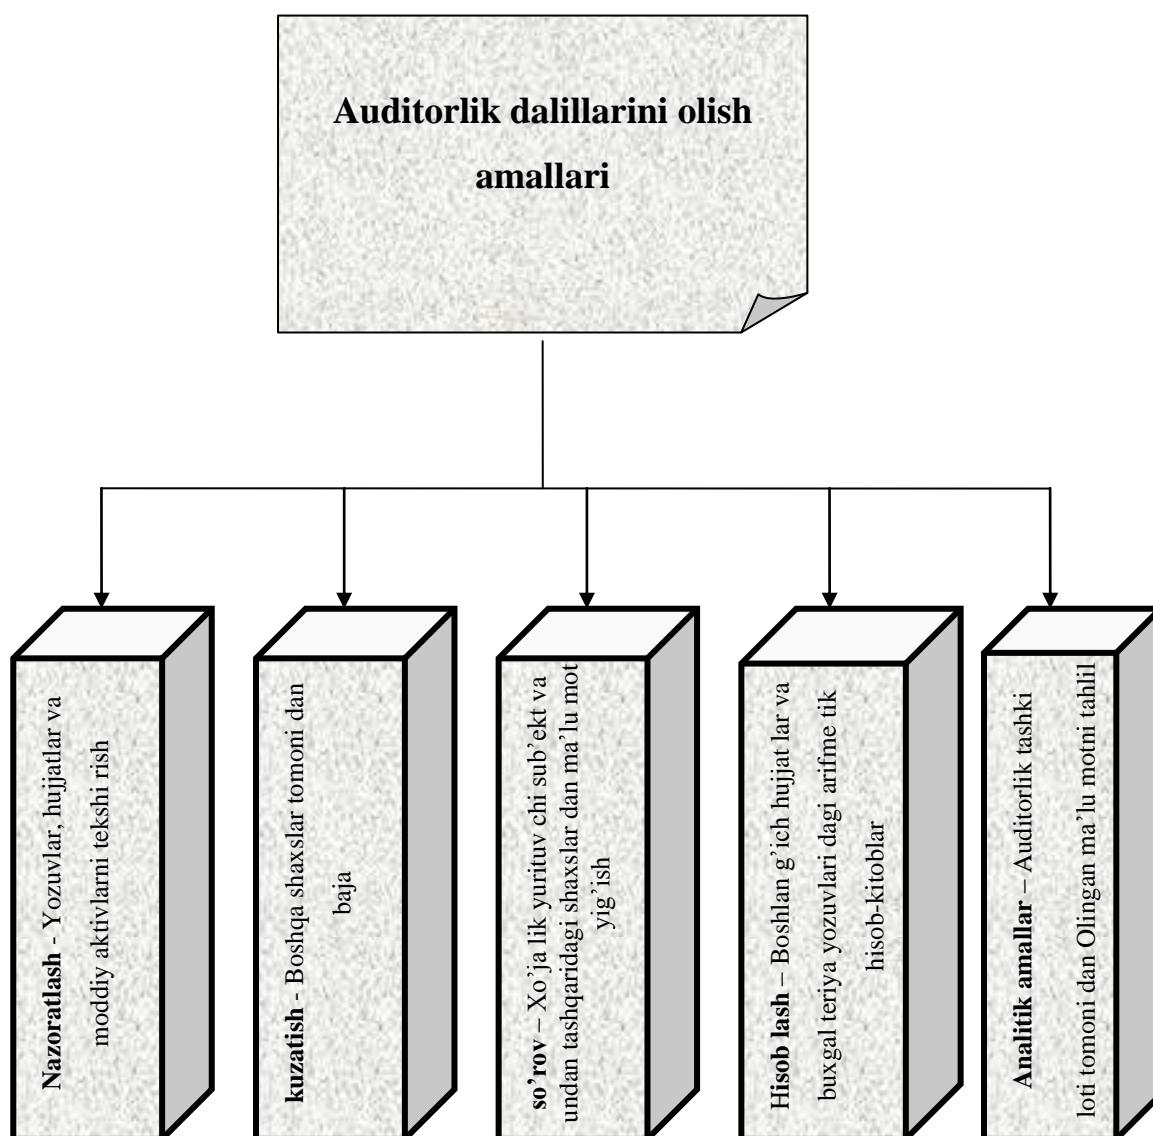 Auditorlik dalillarini olish
amallari
Nazoratlash - Yozuvlar, hujjatlar va
moddiy aktivlarni tekshi rish
kuzatish - Boshqa shaxslar tomoni dan
baja
so’rov – Xo’ja lik yurituv chi sub’ekt va
undan tashqaridagi shaxslar dan ma’lu mot
yig’ish
Hisob lash – Boshlan g’ich hujjat lar va
buxgal teriya yozuvlari dagi arifme tik
hisob-kitoblar
Analitik amallar – Auditorlik tashki
loti tomoni dan Olingan ma’lu motni tahlil